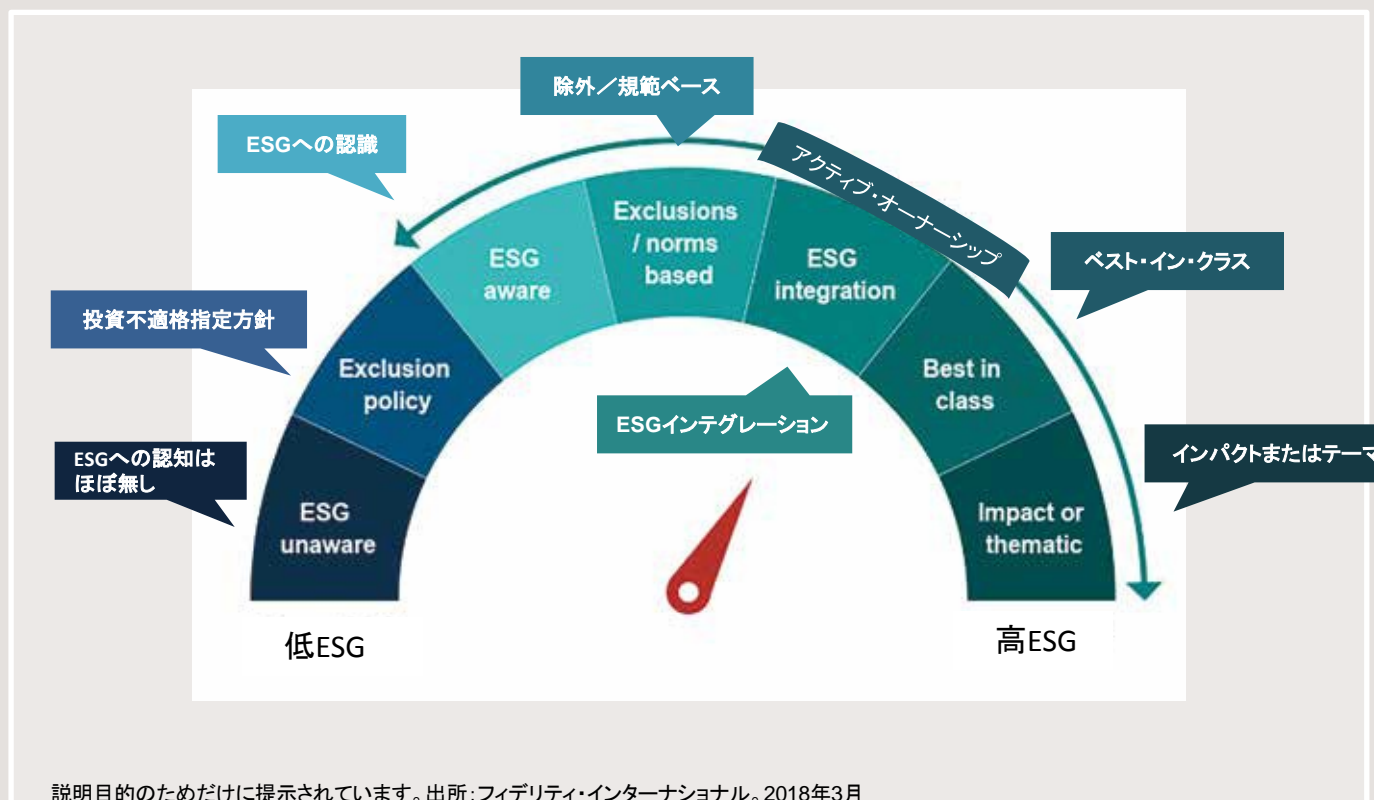 除外／規範ベース
ESGへの認識
アクティブ・オーナーシップ
Exclusions
/ norms
based
ESG
aware
ESG
integration
ベスト・イン・クラス
投資不適格指定方針
Exclusion
policy
Best in
class
ESGインテグレーション
ESGへの認知は
ほぼ無し
インパクトまたはテーマ
ESG
unaware
Impact or
thematic
低ESG
高ESG
説明目的のためだけに提示されています。出所：フィデリティ・インターナショナル。2018年3月